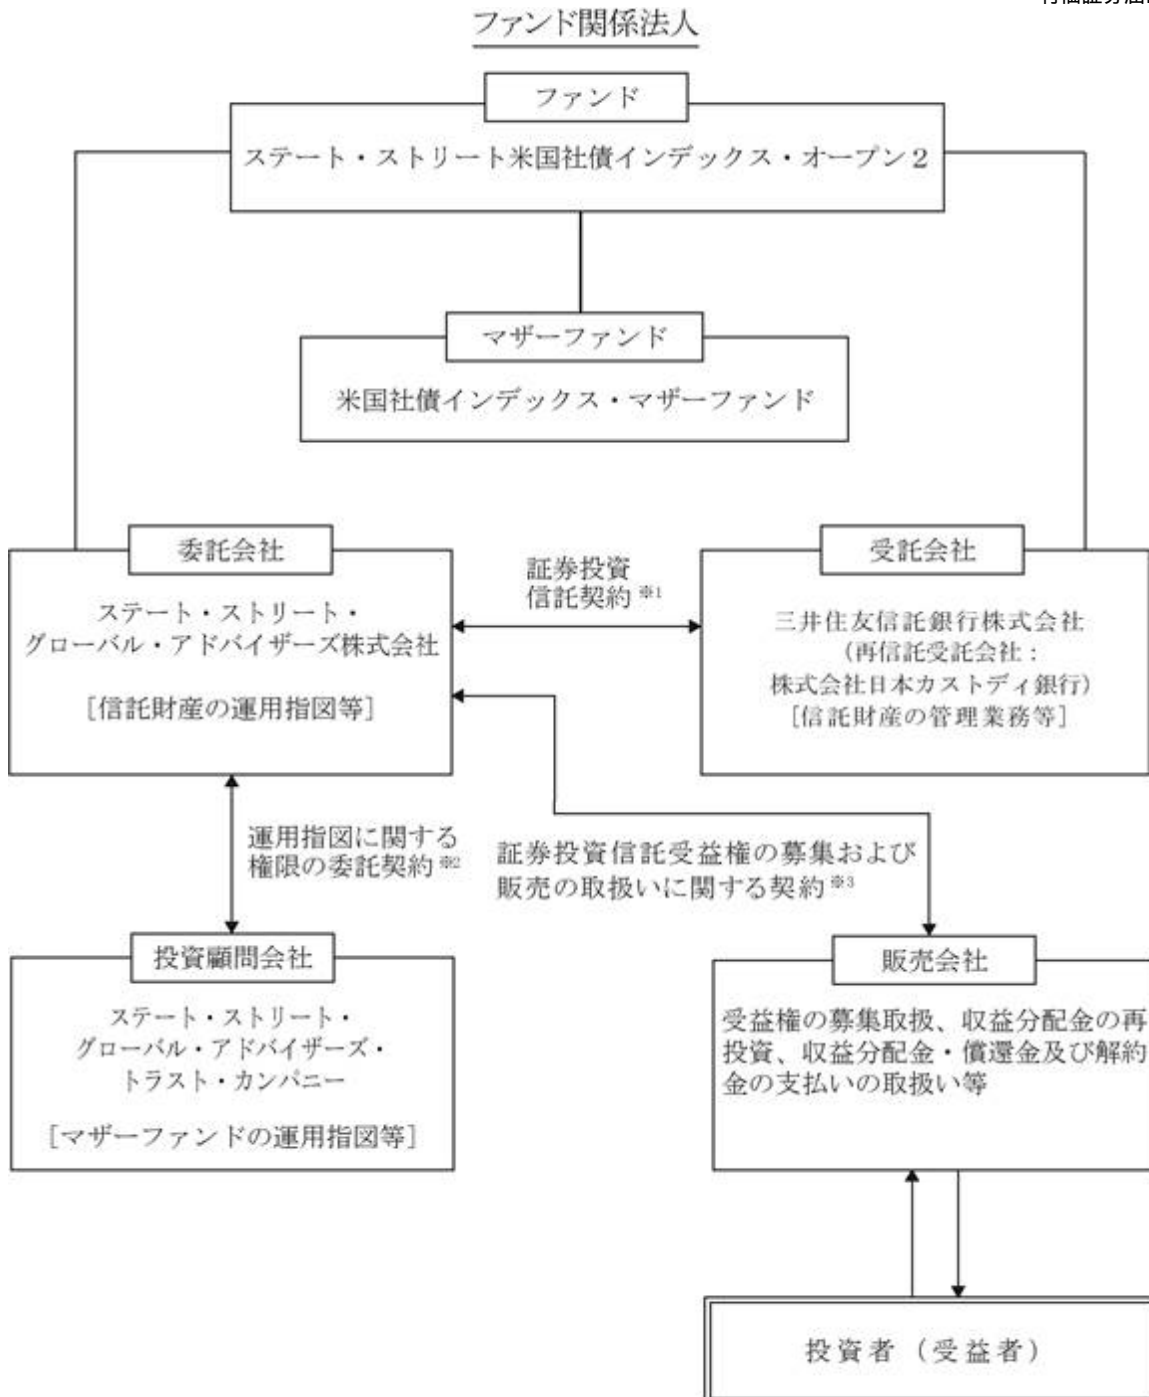 ファンド関係法人
ファンド
ステート・ストリート米国社債インデックス・オープン2
マザーファンド
米国社債インデックス・マザーファンド
委託会社
ステート・ストリート・
グローバル・アドバイザーズ株式会社
[信託財産の運用指図等]
証券投資
信託契約※1
受託会社
三井住友信託銀行株式会社
(再信託受託会社:
株式会社日本カストディ銀行)
[信託財産の管理業務等]
運用指図に関する
権限の委託契約※2
証券投資信託受益権の募集および
販売の取扱いに関する契約※3
投資顧問会社
ステート・ストリート・
グローバル・アドバイザーズ・
トラスト・カンパニー
[マザーファンドの運用指図等]
販売会社
受益権の募集取扱、収益分配金の再
投資、収益分配金・償還金及び解約
金の支払いの取扱い等
投資者(受益者)